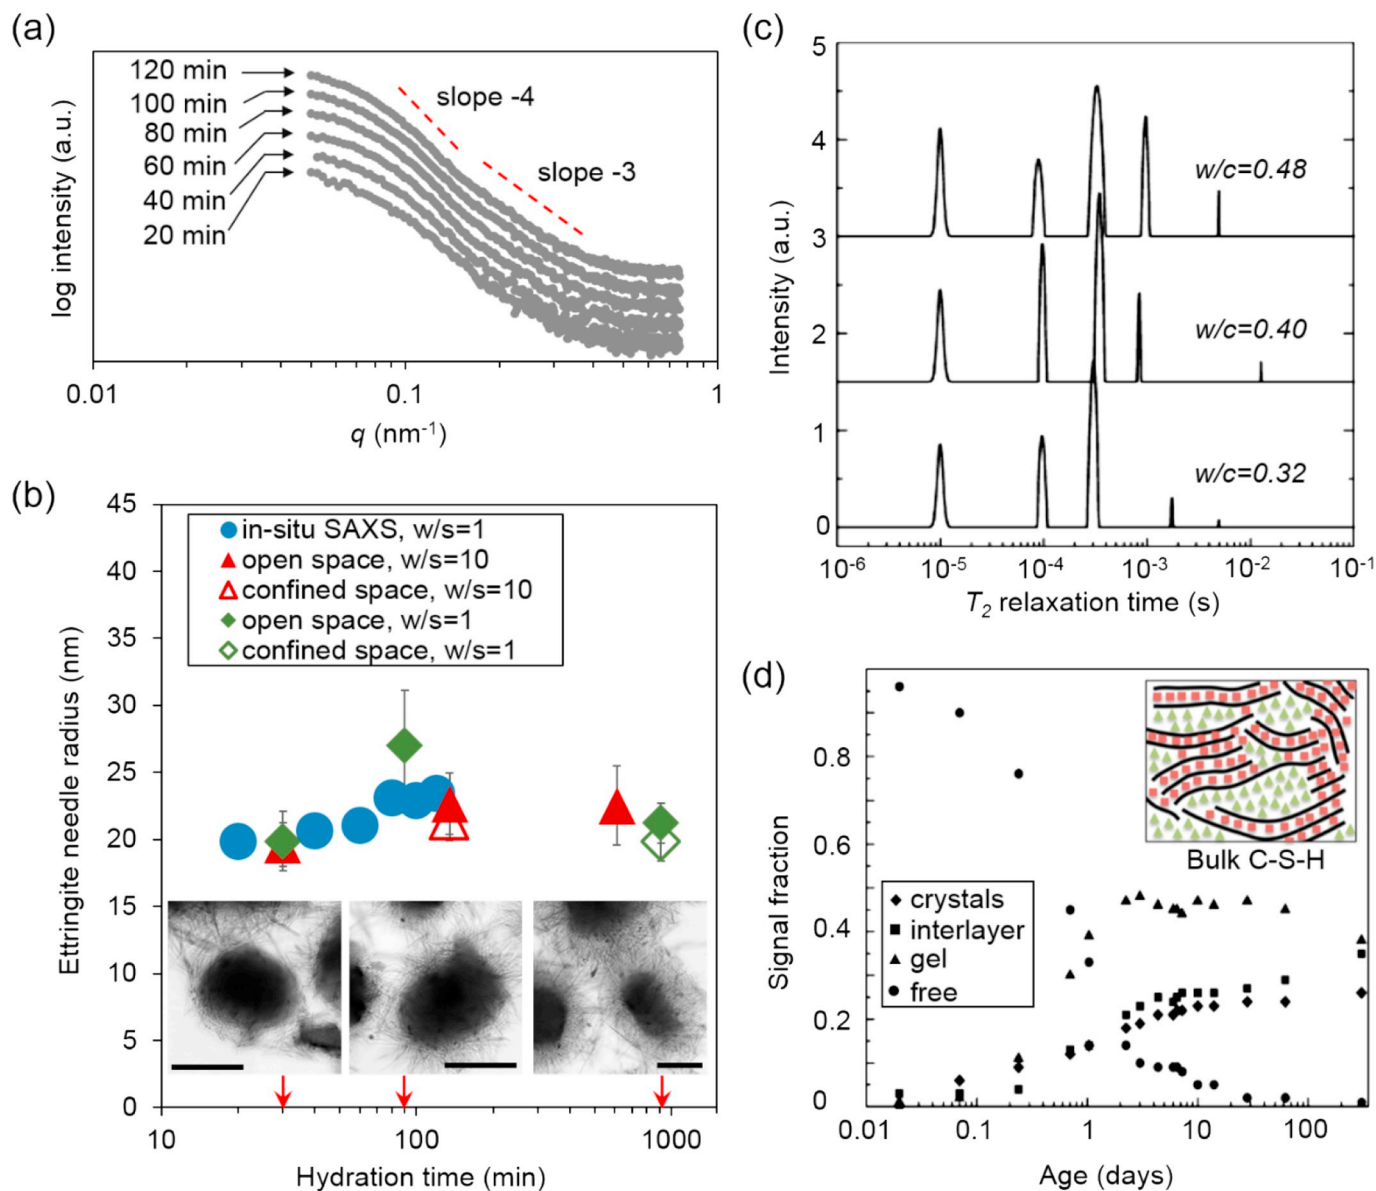 (a)
120 min
100 min
80 min
60 min
40 min
20 min
slope -4
slope -3
log intensity (a.u.)
0.01
0.1
1
q (nm⁻¹)
(b)
45
40
35
30
25
20
15
10
5
0
in-situ SAXS, w/s=1
open space, w/s=10
confined space, w/s=10
open space, w/s=1
confined space, w/s=1
Ettringite needle radius (nm)
10
100
1000
Hydration time (min)
(c)
5
4
3
2
1
0
w/c=0.48
w/c=0.40
w/c=0.32
Intensity (a.u.)
10⁻⁶
10⁻⁵
10⁻⁴
10⁻³
10⁻²
10⁻¹
T₂ relaxation time (s)
(d)
0.8
0.6
0.4
0.2
0
Bulk C-S-H
crystals
interlayer
gel
free
Signal fraction
0.01
0.1
1
10
100
Age (days)